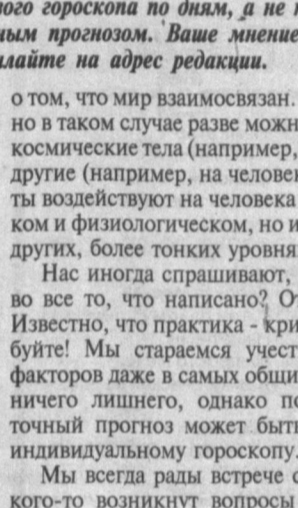 вого гороскопа по дням, а не
ным прогнозом. Ваше мнение
лайте на адрес редакции.
о том, что мир взаимосвязан.
но в таком случае разве можн
космические тела (например,
другие (например, на человек
ты воздействуют на человека
ком и физиологическом, но и
других, более тонких уровня
Нас иногда спрашивают,
во все то, что написано? О
Известно, что практика - кри
буйте! Мы стараемся учест
факторов даже в самых общи
ничего лишнего, однако по
точный прогноз может быть
индивидуальному гороскопу.
Мы всегда рады встрече с
кого-то возникнут вопросы